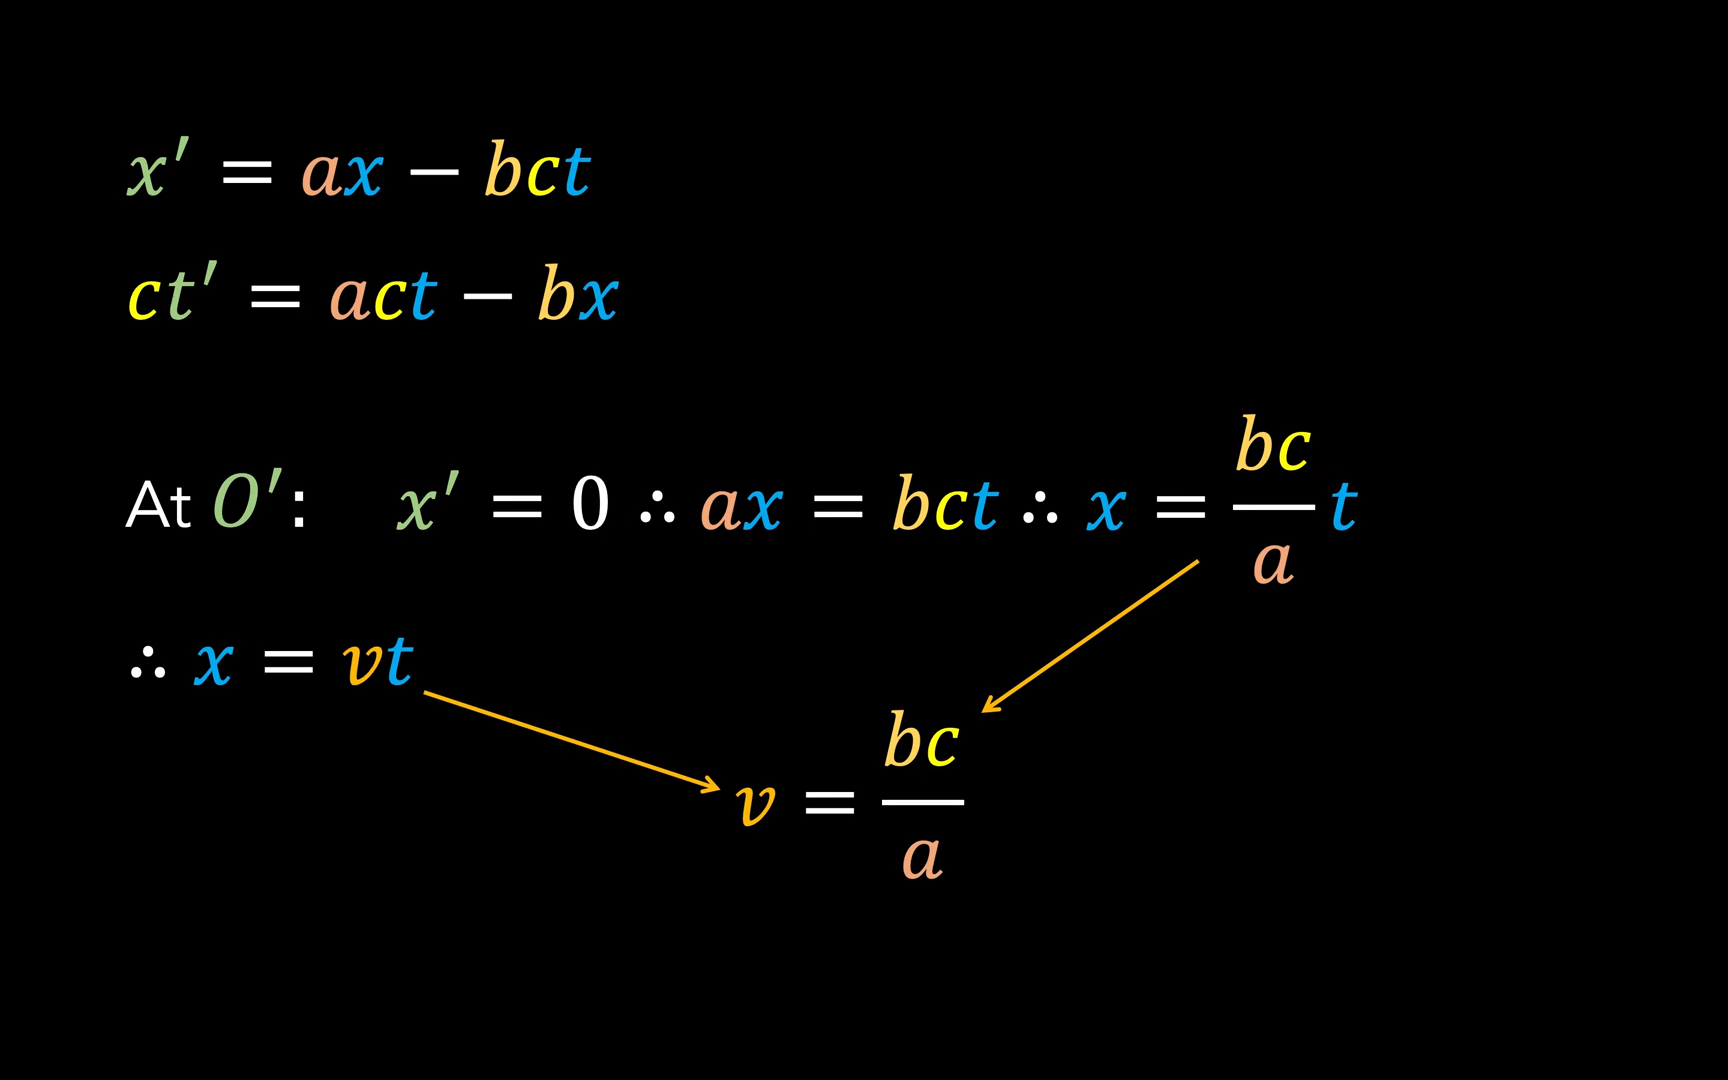 x′ = ax − bct
ct′ = act − bx
At O′: x′ = 0 ∴ ax = bct ∴ x = bc/a t
∴ x = vt
v = bc/a